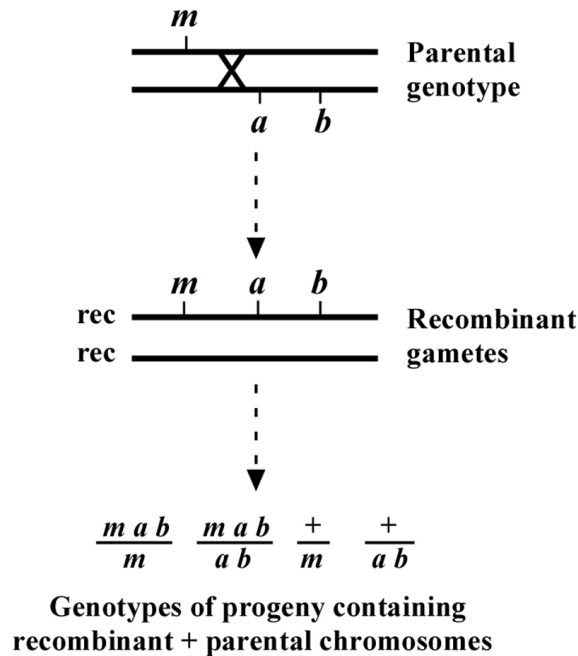 m
Parental
genotype
a b
m a b
rec
Recombinant
rec
gametes
m a b m a b + +
m a b m a b
Genotypes of progeny containing
recombinant + parental chromosomes